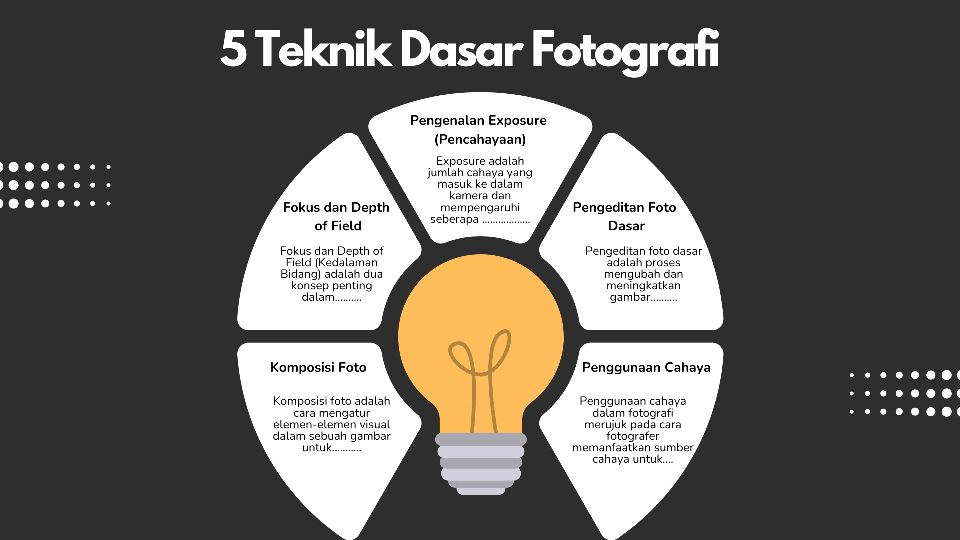 5 Teknik Dasar Fotografi
Pengenalan Exposure
(Pencahayaan)
Exposure adalah
jumlah cahaya yang
masuk ke dalam
kamera dan
mempengaruhi
seberapa ..................
Fokus dan Depth
of Field
Fokus dan Depth of
Field (Kedalaman
Bidang) adalah dua
konsep penting
dalam..........
Pengeditan Foto
Dasar
Pengeditan foto dasar
adalah proses
mengubah dan
meningkatkan
gambar..........
Komposisi Foto
Komposisi foto adalah
cara mengatur
elemen-elemen visual
dalam sebuah gambar
untuk...........
Penggunaan Cahaya
Penggunaan cahaya
dalam fotografi
merujuk pada cara
fotografer
memanfaatkan sumber
cahaya untuk....